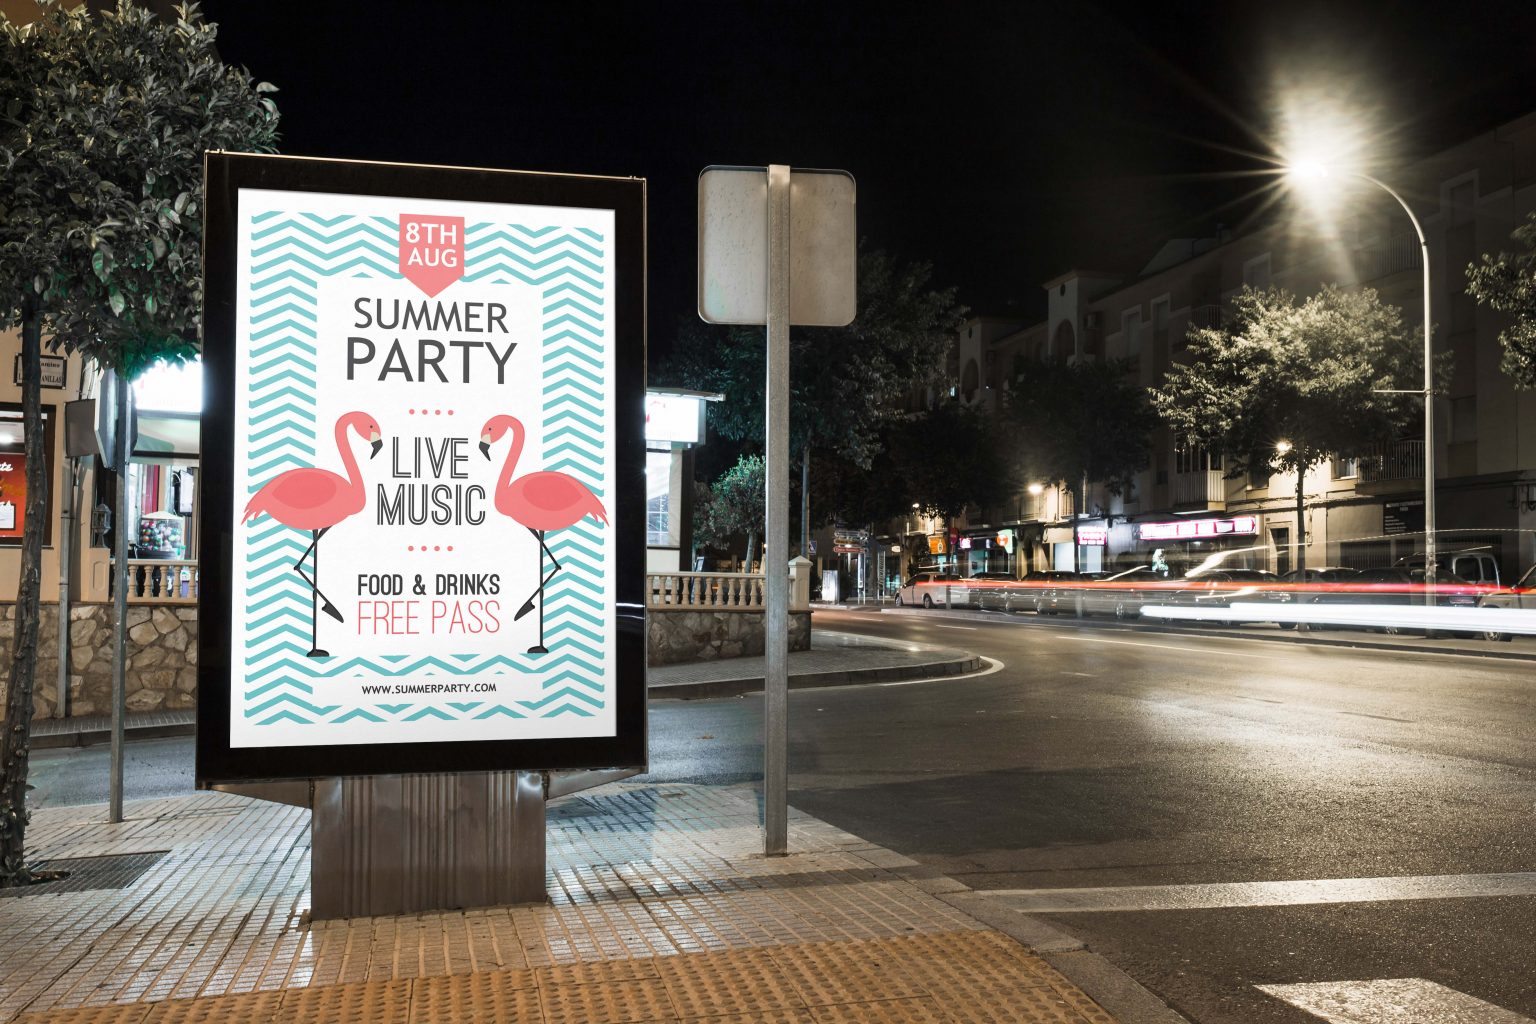 8TH
AUG
SUMMER
PARTY
LIVE
MUSIC
FOOD & DRINKS
FREE PASS
WWW.SUMMERPARTY.COM